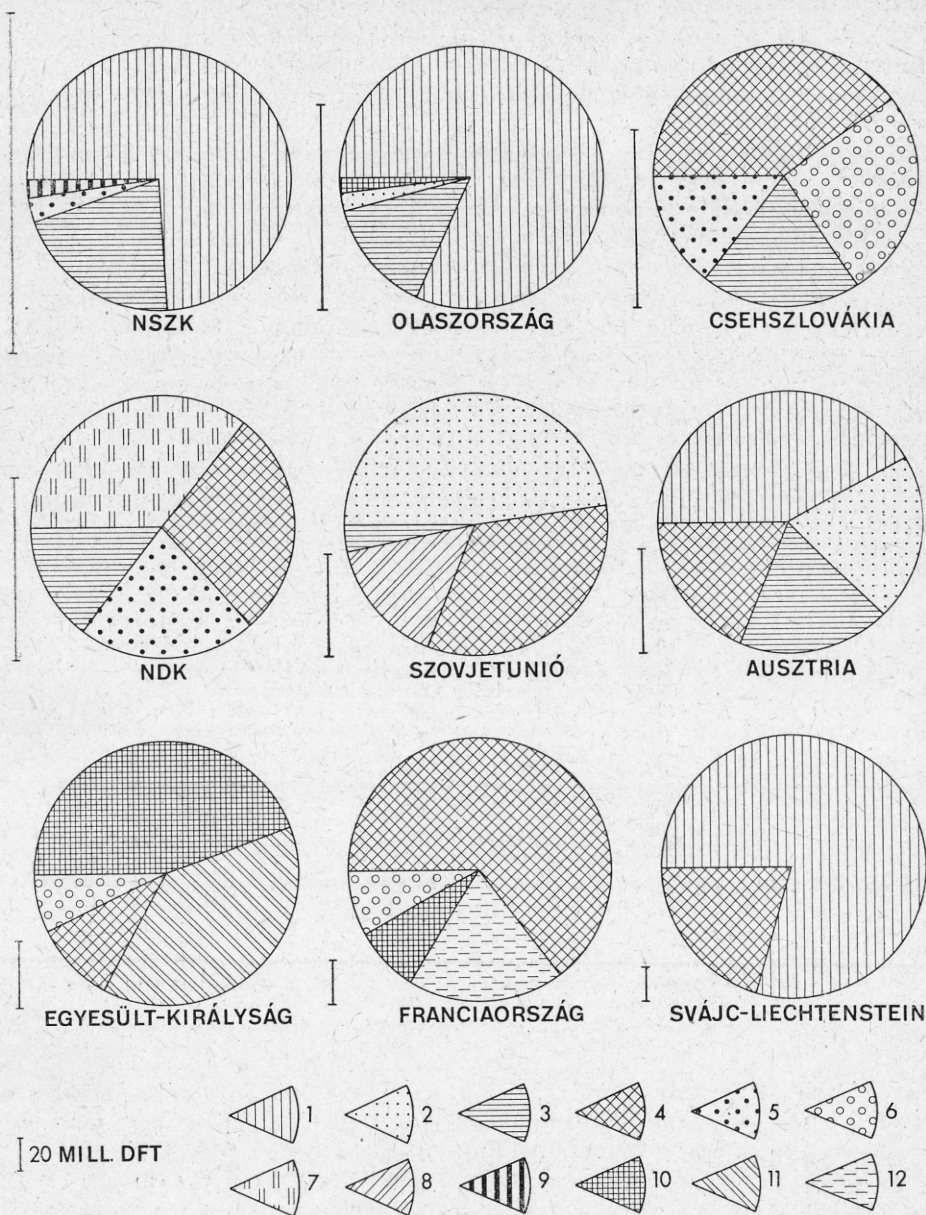 NSZK
OLASZORSZÁG
CSEHSZLOVÁKIA
NDK
SZOVJETUNIÓ
AUSZTRIA
EGYESÜLT-KIRÁLYSÁG
FRANCIAORSZÁG
SVÁJC-LIECHTENSTEIN
1 2 3 4 5 6
20 MILL. DFT
7 8 9 10 11 12